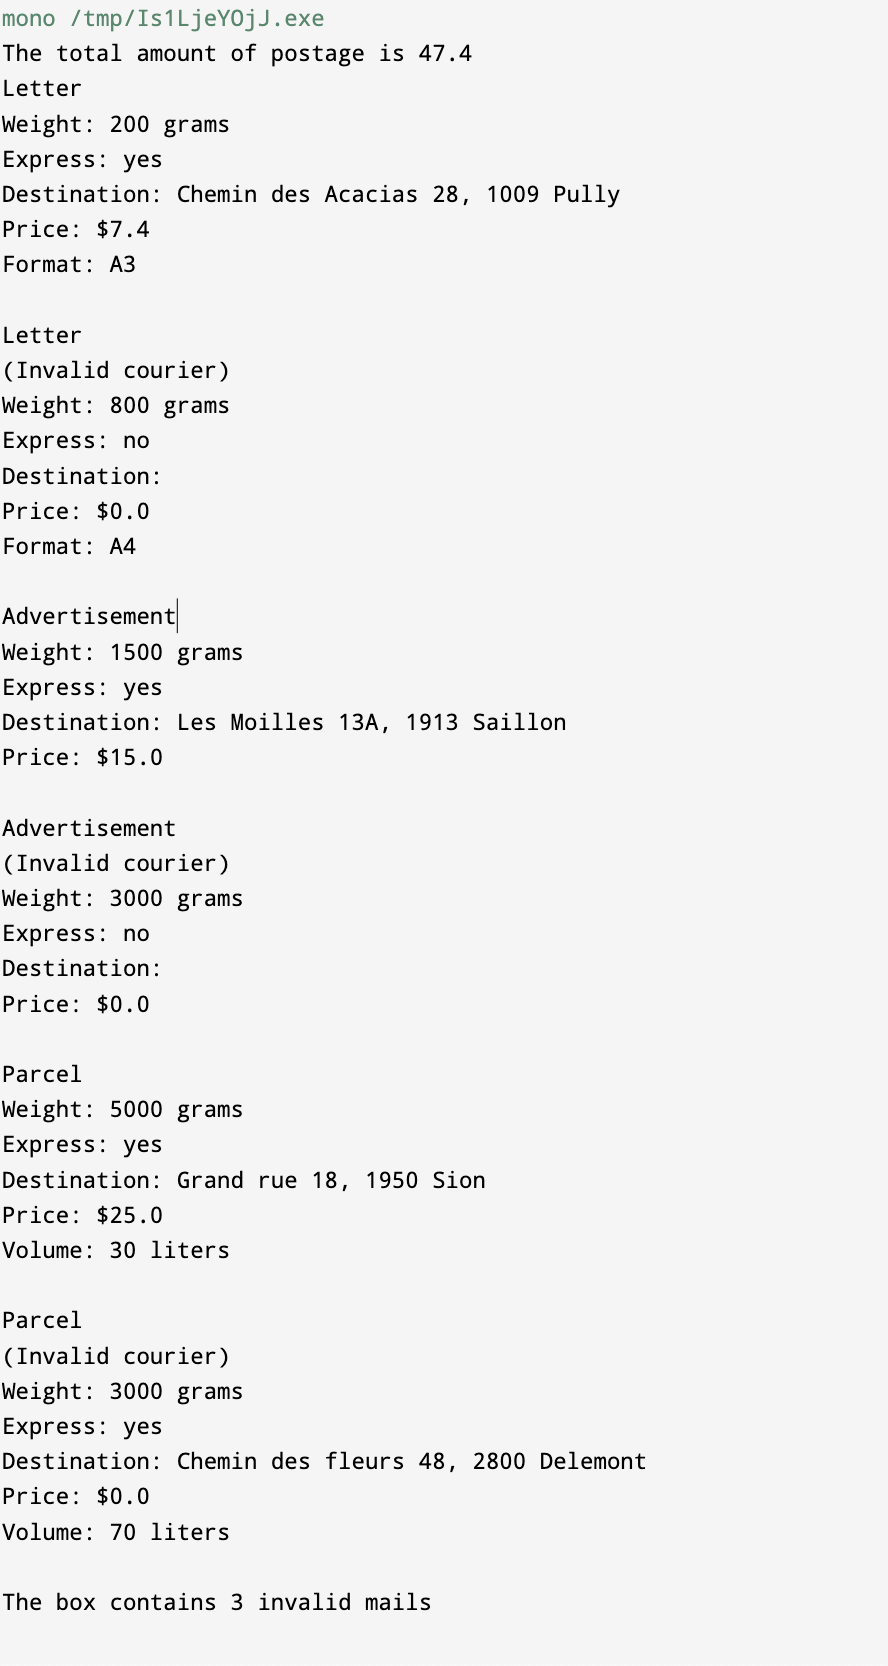 mono /tmp/Is1LjeYOjJ.exe
The total amount of postage is 47.4
Letter
Weight: 200 grams
Express: yes
Destination: Chemin des Acacias 28, 1009 Pully
Price: $7.4
Format: A3
Letter
(Invalid courier)
Weight: 800 grams
Express: no
Destination:
Price: $0.0
Format: A4
Advertisement
Weight: 1500 grams
Express: yes
Destination: Les Moilles 13A, 1913 Saillon
Price: $15.0
Advertisement
(Invalid courier)
Weight: 3000 grams
Express: no
Destination:
Price: $0.0
Parcel
Weight: 5000 grams
Express: yes
Destination: Grand rue 18, 1950 Sion
Price: $25.0
Volume: 30 liters
Parcel
(Invalid courier)
Weight: 3000 grams
Express: yes
Destination: Chemin des fleurs 48, 2800 Delemont
Price: $0.0
Volume: 70 liters
The box contains 3 invalid mails